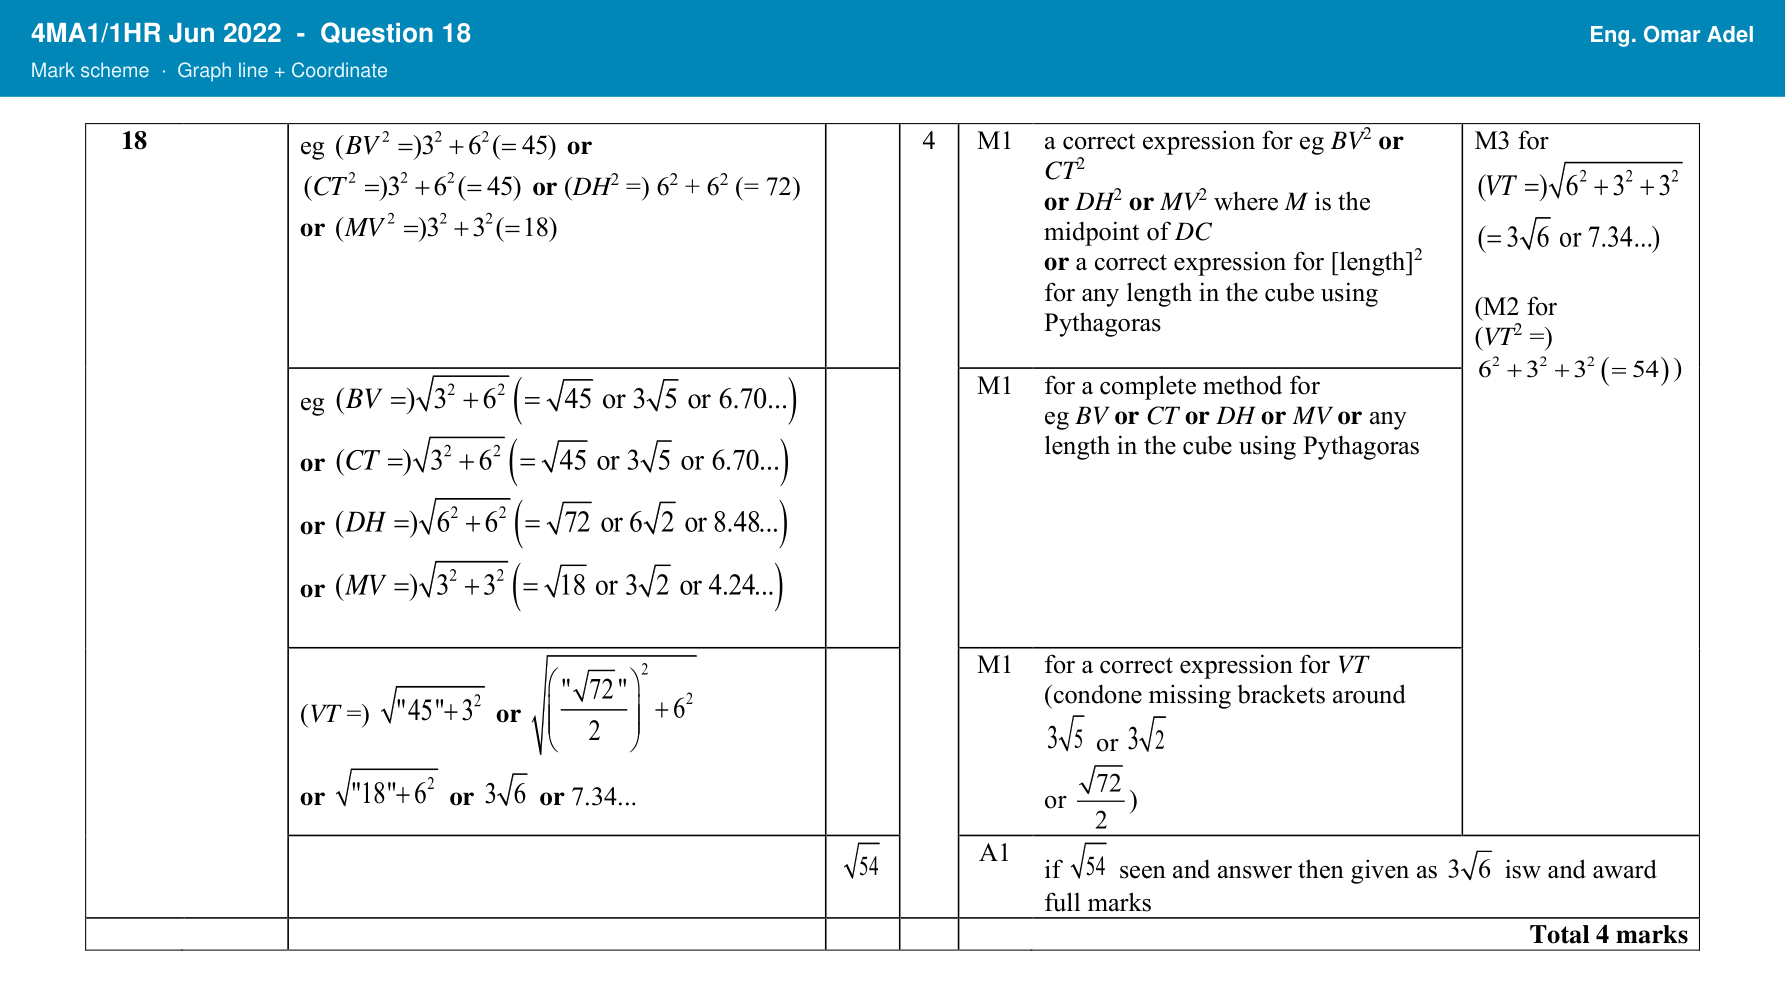 4MA1/1HR Jun 2022 - Question 18
Eng. Omar Adel
Mark scheme · Graph line + Coordinate
18
eg (BV² =)3² + 6²(= 45) or
(CT² =)3² + 6²(= 45) or (DH² =) 6² + 6² (= 72)
or (MV² =)3² + 3²(=18)
4
M1
a correct expression for eg BV² or
CT²
or DH² or MV² where M is the
midpoint of DC
or a correct expression for [length]²
for any length in the cube using
Pythagoras
M3 for
(VT =)√(6² + 3² + 3²)
(= 3√6 or 7.34...)
(M2 for
(VT² =)
6² + 3² + 3² (= 54) )
eg (BV =)√(3² + 6²) (= √45 or 3√5 or 6.70...)
or (CT =)√(3² + 6²) (= √45 or 3√5 or 6.70...)
or (DH =)√(6² + 6²) (= √72 or 6√2 or 8.48...)
or (MV =)√(3² + 3²) (= √18 or 3√2 or 4.24...)
M1
for a complete method for
eg BV or CT or DH or MV or any
length in the cube using Pythagoras
(VT =) √("45"+3²) or √(("√72"/2)² + 6²)
or √("18"+6²) or 3√6 or 7.34...
M1
for a correct expression for VT
(condone missing brackets around
3√5 or 3√2
or √72/2 )
√54
A1
if √54 seen and answer then given as 3√6 isw and award
full marks
Total 4 marks